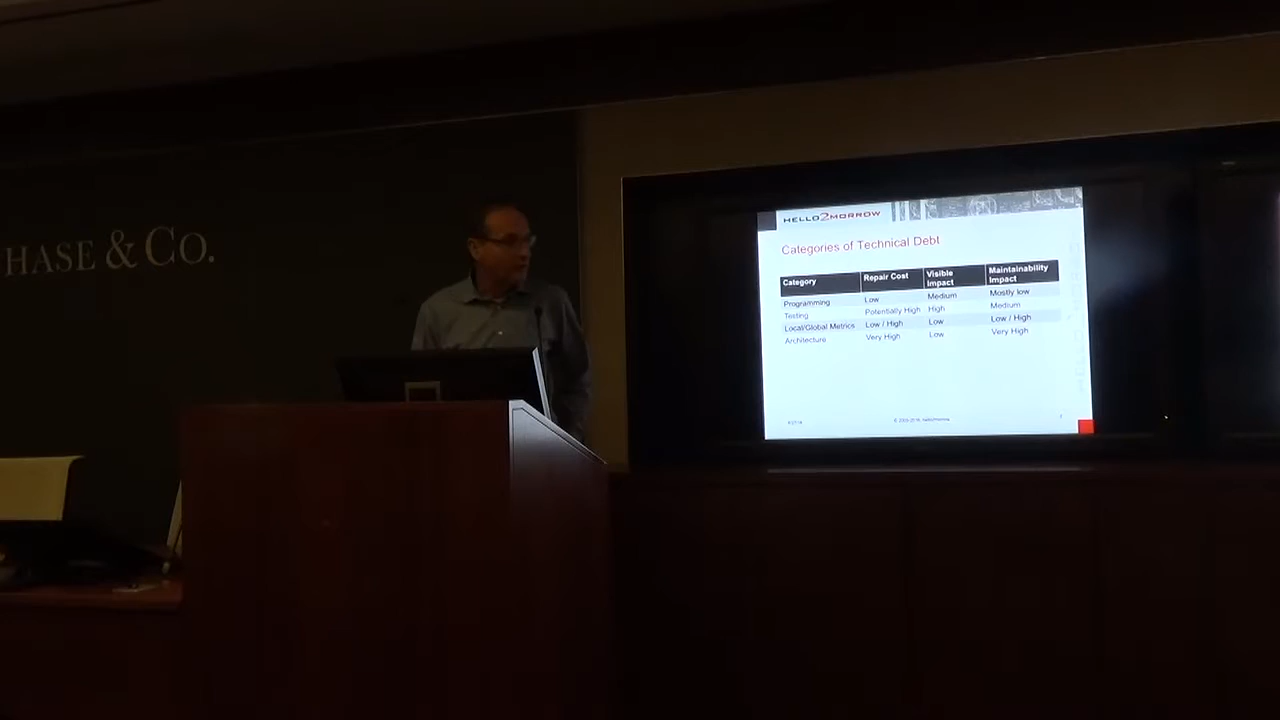 HASE & CO.
HELLO2MORROW
Categories of Technical Debt
Category Repair Cost Visible Impact Maintainability Impact
Programming Low Medium Mostly low
Testing Potentially High High Medium
Local/Global Metrics Low / High Low Low / High
Architecture Very High Low Very High